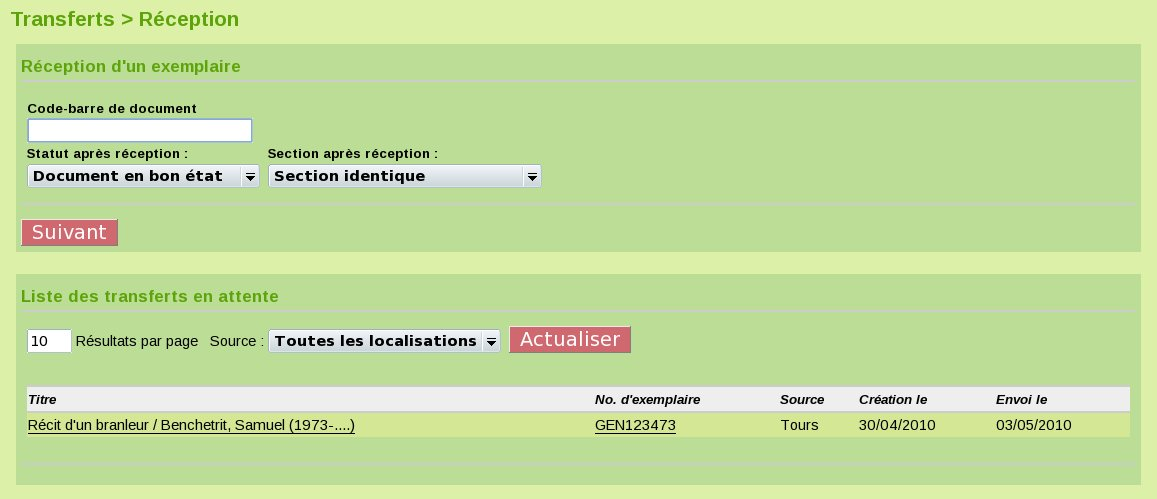 Transferts > Réception
Réception d'un exemplaire
Code-barre de document
Statut après réception : Section après réception :
Document en bon état Section identique
Suivant
Liste des transferts en attente
10 Résultats par page Source : Toutes les localisations Actualiser
Titre No. d'exemplaire Source Création le Envoi le
Récit d'un branleur / Benchetrit, Samuel (1973-....) GEN123473 Tours 30/04/2010 03/05/2010